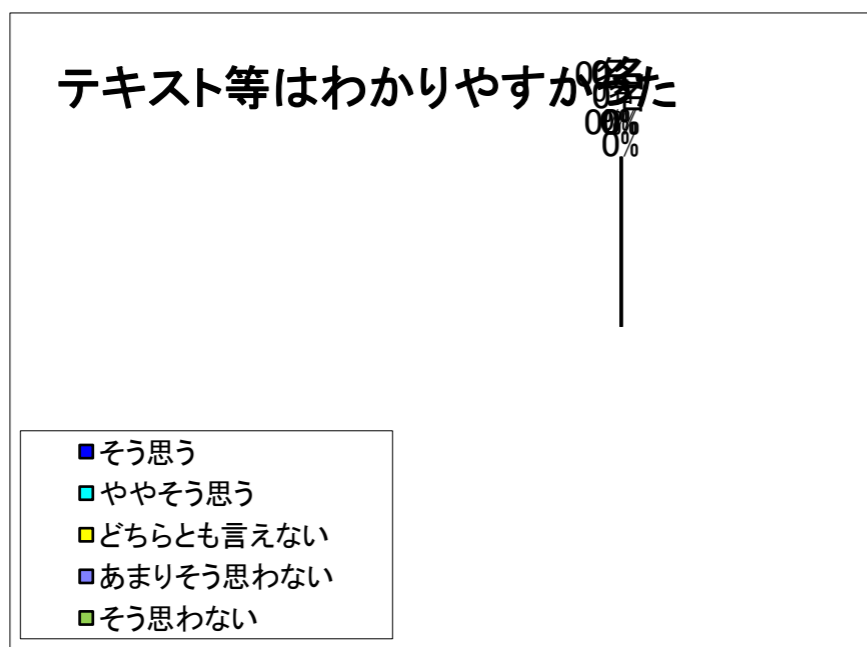 テキスト等はわかりやすかった
0%
そう思う
ややそう思う
どちらとも言えない
あまりそう思わない
そう思わない